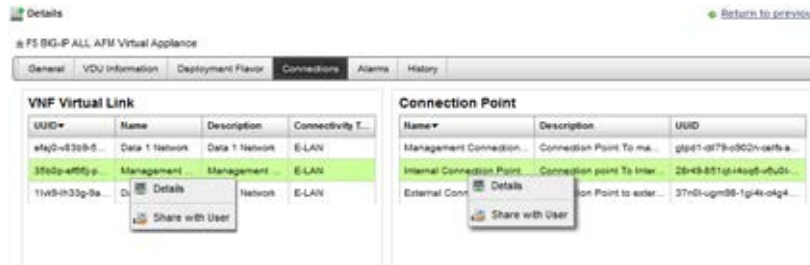 Details
Return to previou
F5 BIG-IP ALL AFM Virtual Appliance
General VDU Information Deployment Flavor Connections Alarms History
VNF Virtual Link
Connection Point
UUID Name Description Connectivity T...
Name Description UUID
Data 1 Network Data 1 Network E-LAN
Management Connection... Connection Point To ma...
Management ... Management ... E-LAN
Internal Connection Point Connection point To Inter...
Network E-LAN
External Conn ion Point to exter...
Details
Share with User
Details
Share with User